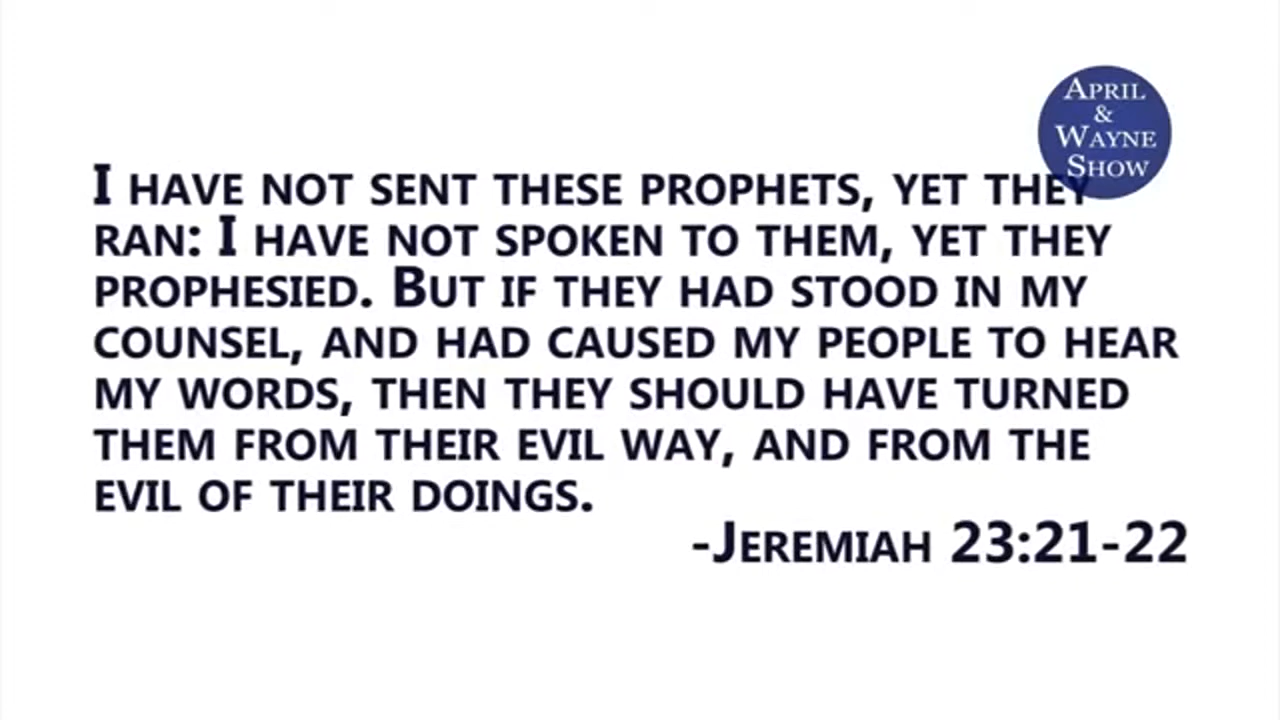 April
&
Wayne
Show
I have not sent these prophets, yet they
ran: I have not spoken to them, yet they
prophesied. But if they had stood in my
counsel, and had caused my people to hear
my words, then they should have turned
them from their evil way, and from the
evil of their doings.
-Jeremiah 23:21-22